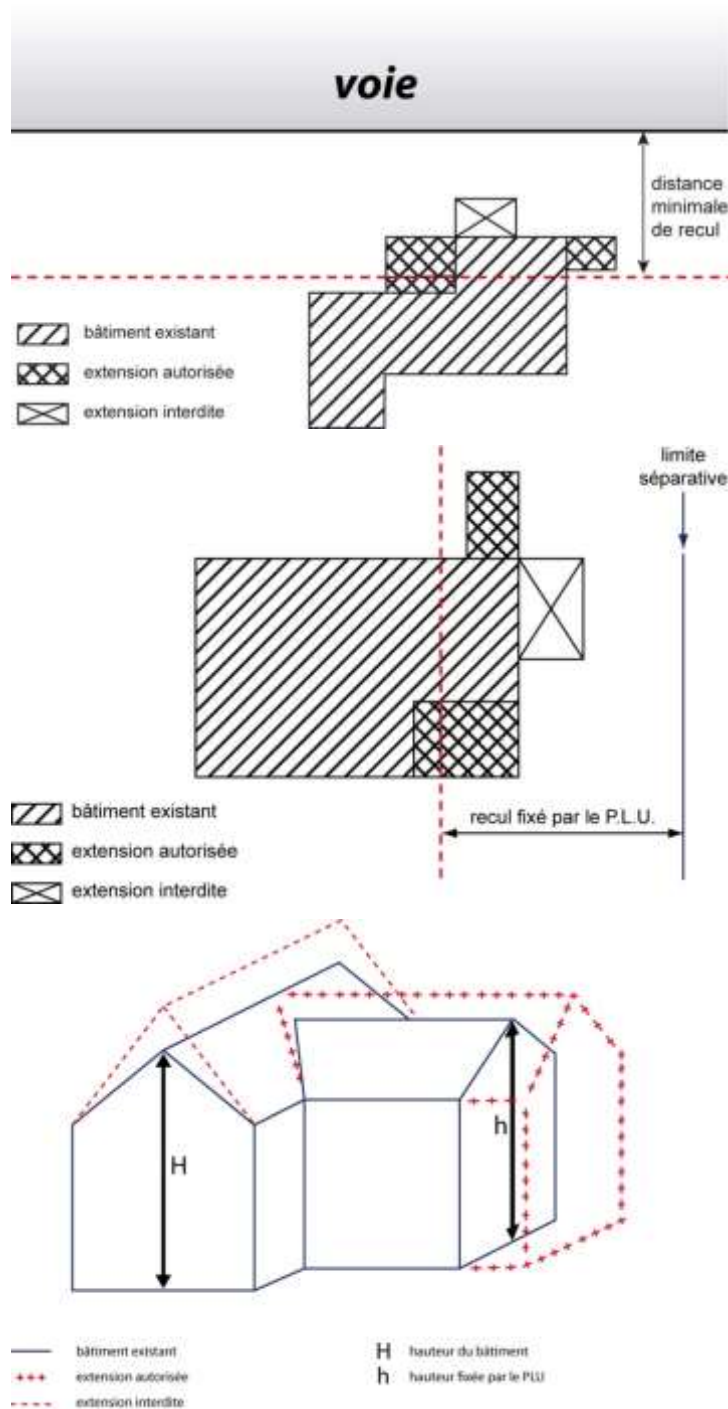 voie
distance
minimale
de recul
bâtiment existant
extension autorisée
extension interdite
limite
séparative
bâtiment existant
recul fixé par le P.L.U.
extension autorisée
extension interdite
H
h
bâtiment existant
H hauteur du bâtiment
extension autorisée
h hauteur fixée par le PLU
extension interdite